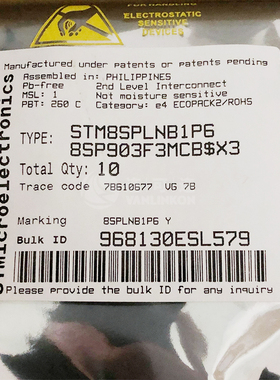 ELECTROSTATIC
SENSITIVE
DEVICES
Manufactured under patents or patents pending
Assembled in: PHILIPPINES
Pb-free 2nd Level Interconnect
MSL: 1 Not moisture sensitive
PBT: 260 C Category: e4 ECOPACK2/ROHS
TYPE: STM8SPLNB1P6
8SP903F3MCB$X3
Total Qty: 10
Trace code 78610677 VG 7B
Marking 8SPLNB1P6 Y
Bulk ID 968130ESL579
Please provide the bulk ID for any inquiry
STMicroelectronics